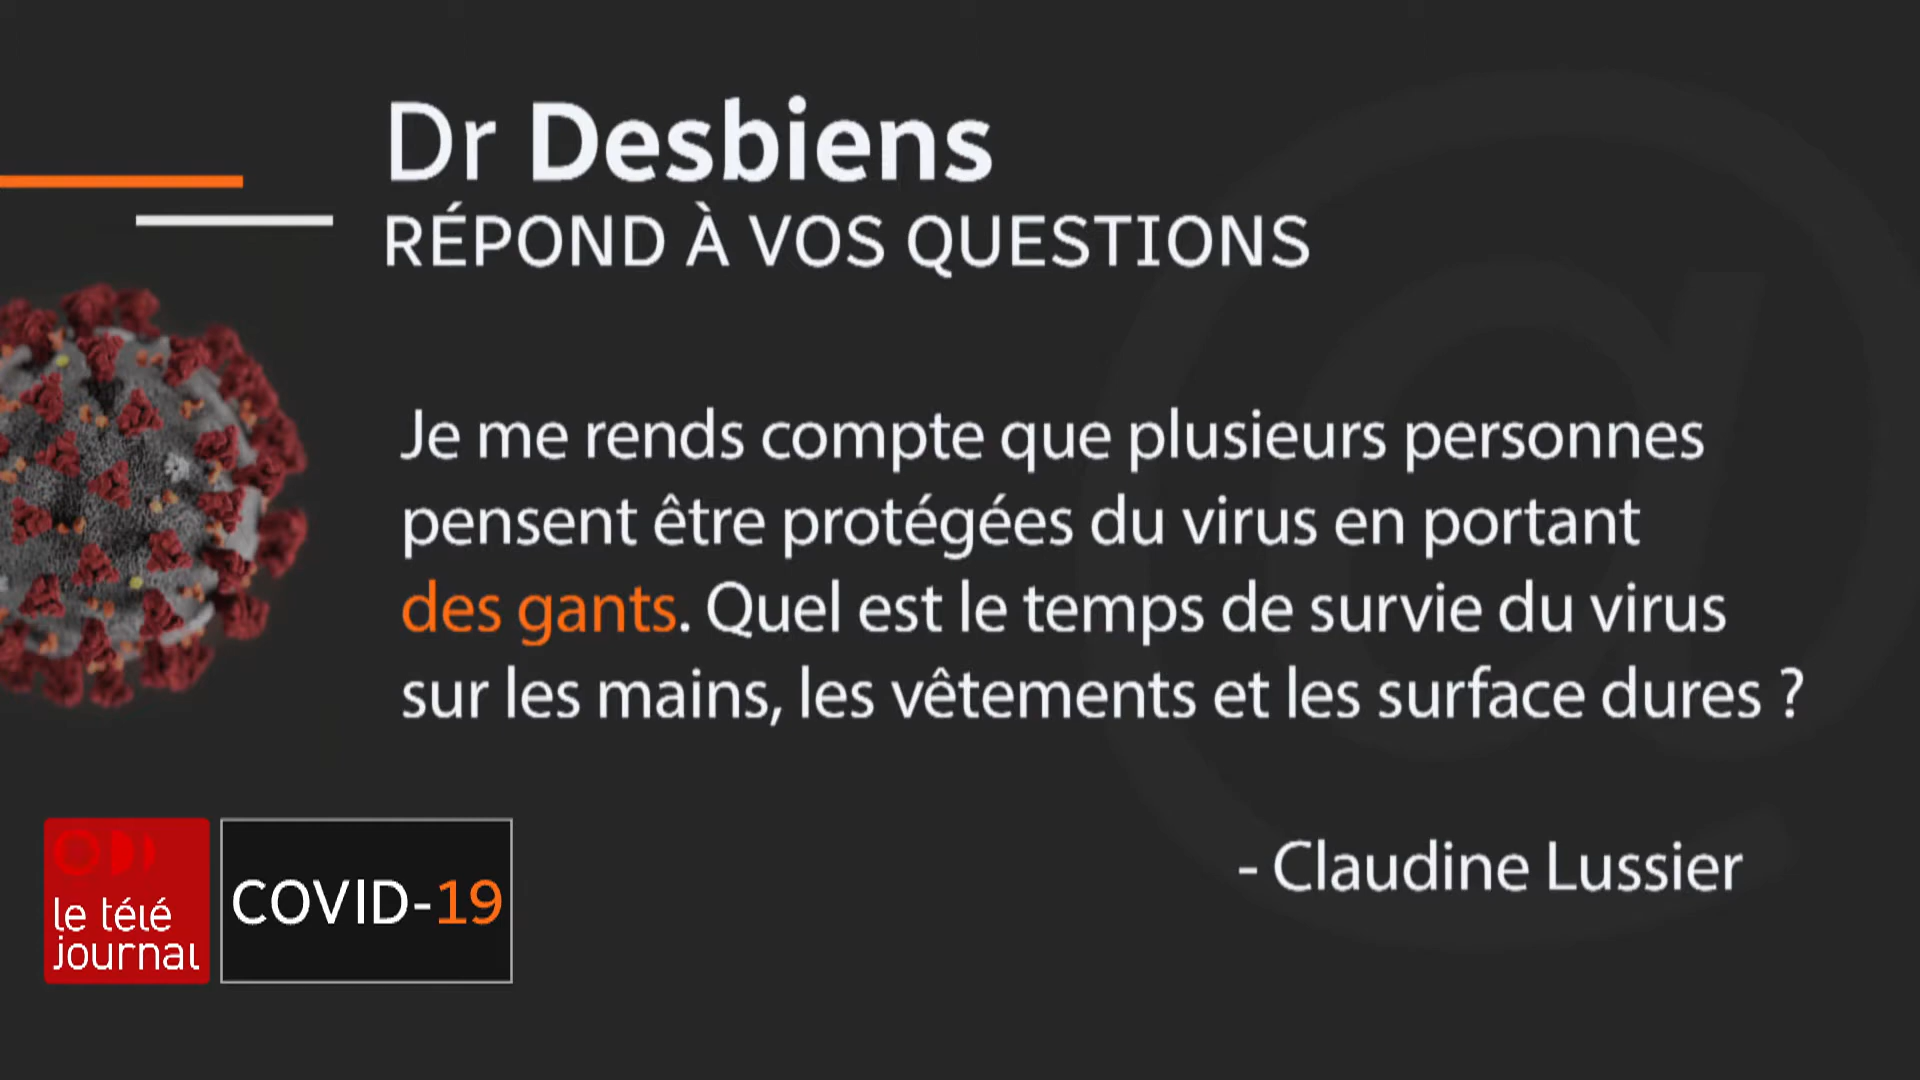 Dr Desbiens
RÉPOND À VOS QUESTIONS
Je me rends compte que plusieurs personnes
pensent être protégées du virus en portant
des gants. Quel est le temps de survie du virus
sur les mains, les vêtements et les surface dures ?
- Claudine Lussier
le télé
journal
COVID-19